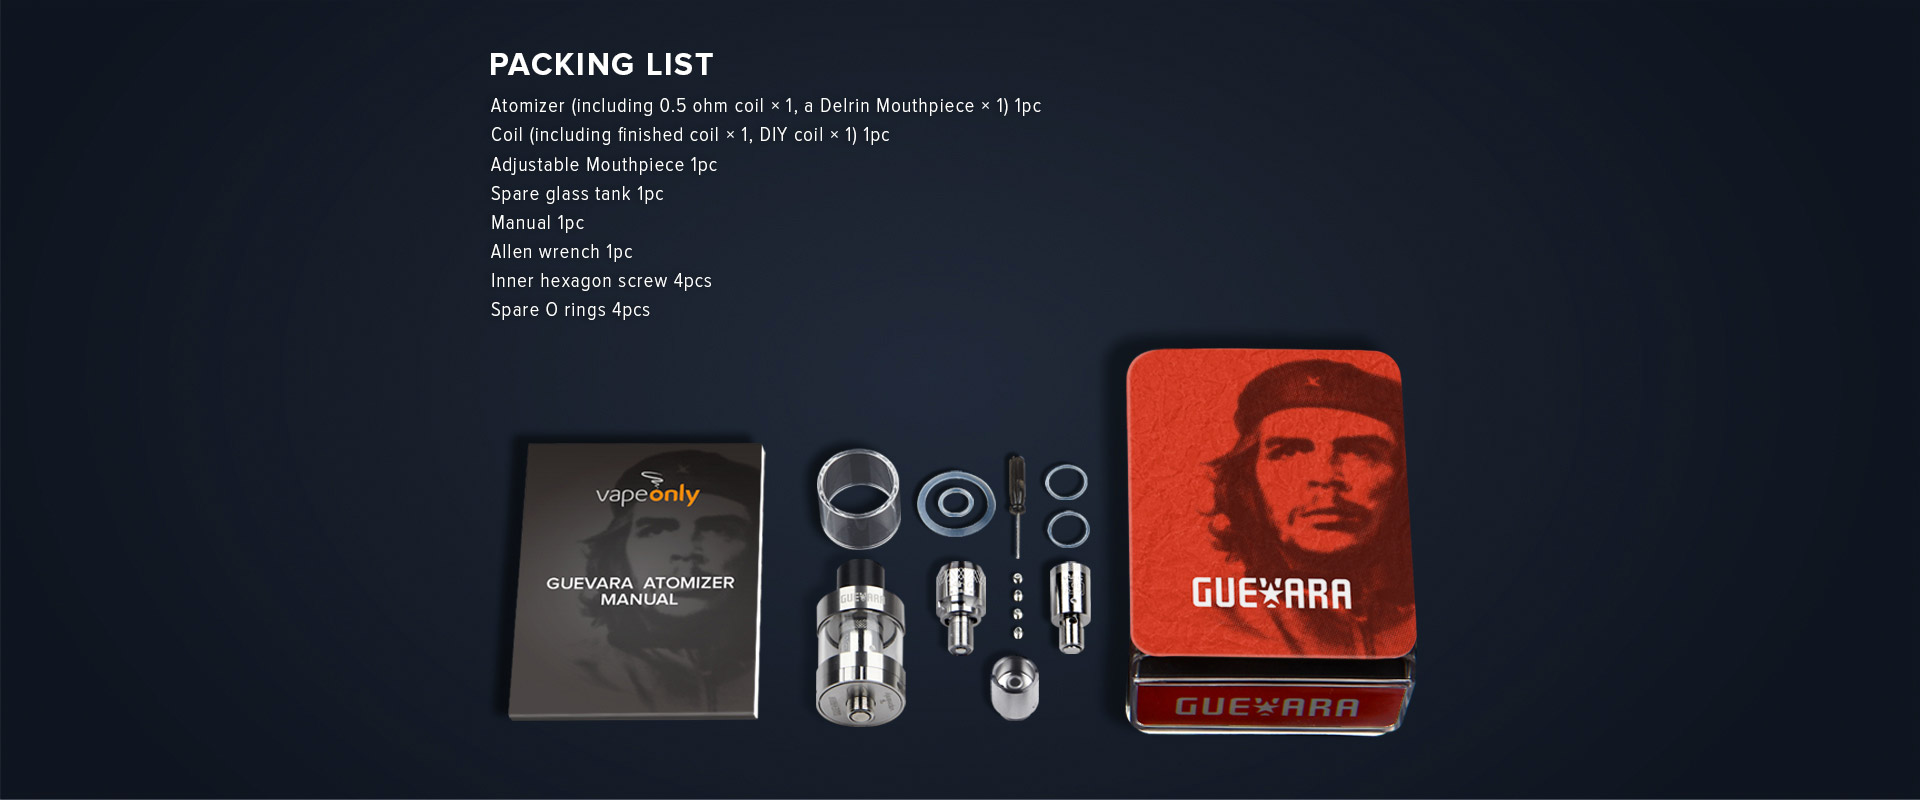 PACKING LIST
Atomizer (including 0.5 ohm coil × 1, a Delrin Mouthpiece × 1) 1pc
Coil (including finished coil × 1, DIY coil × 1) 1pc
Adjustable Mouthpiece 1pc
Spare glass tank 1pc
Manual 1pc
Allen wrench 1pc
Inner hexagon screw 4pcs
Spare O rings 4pcs
vapeonly
GUEVARA ATOMIZER
MANUAL
GUEVARA
GUEVARA
GUEVARA